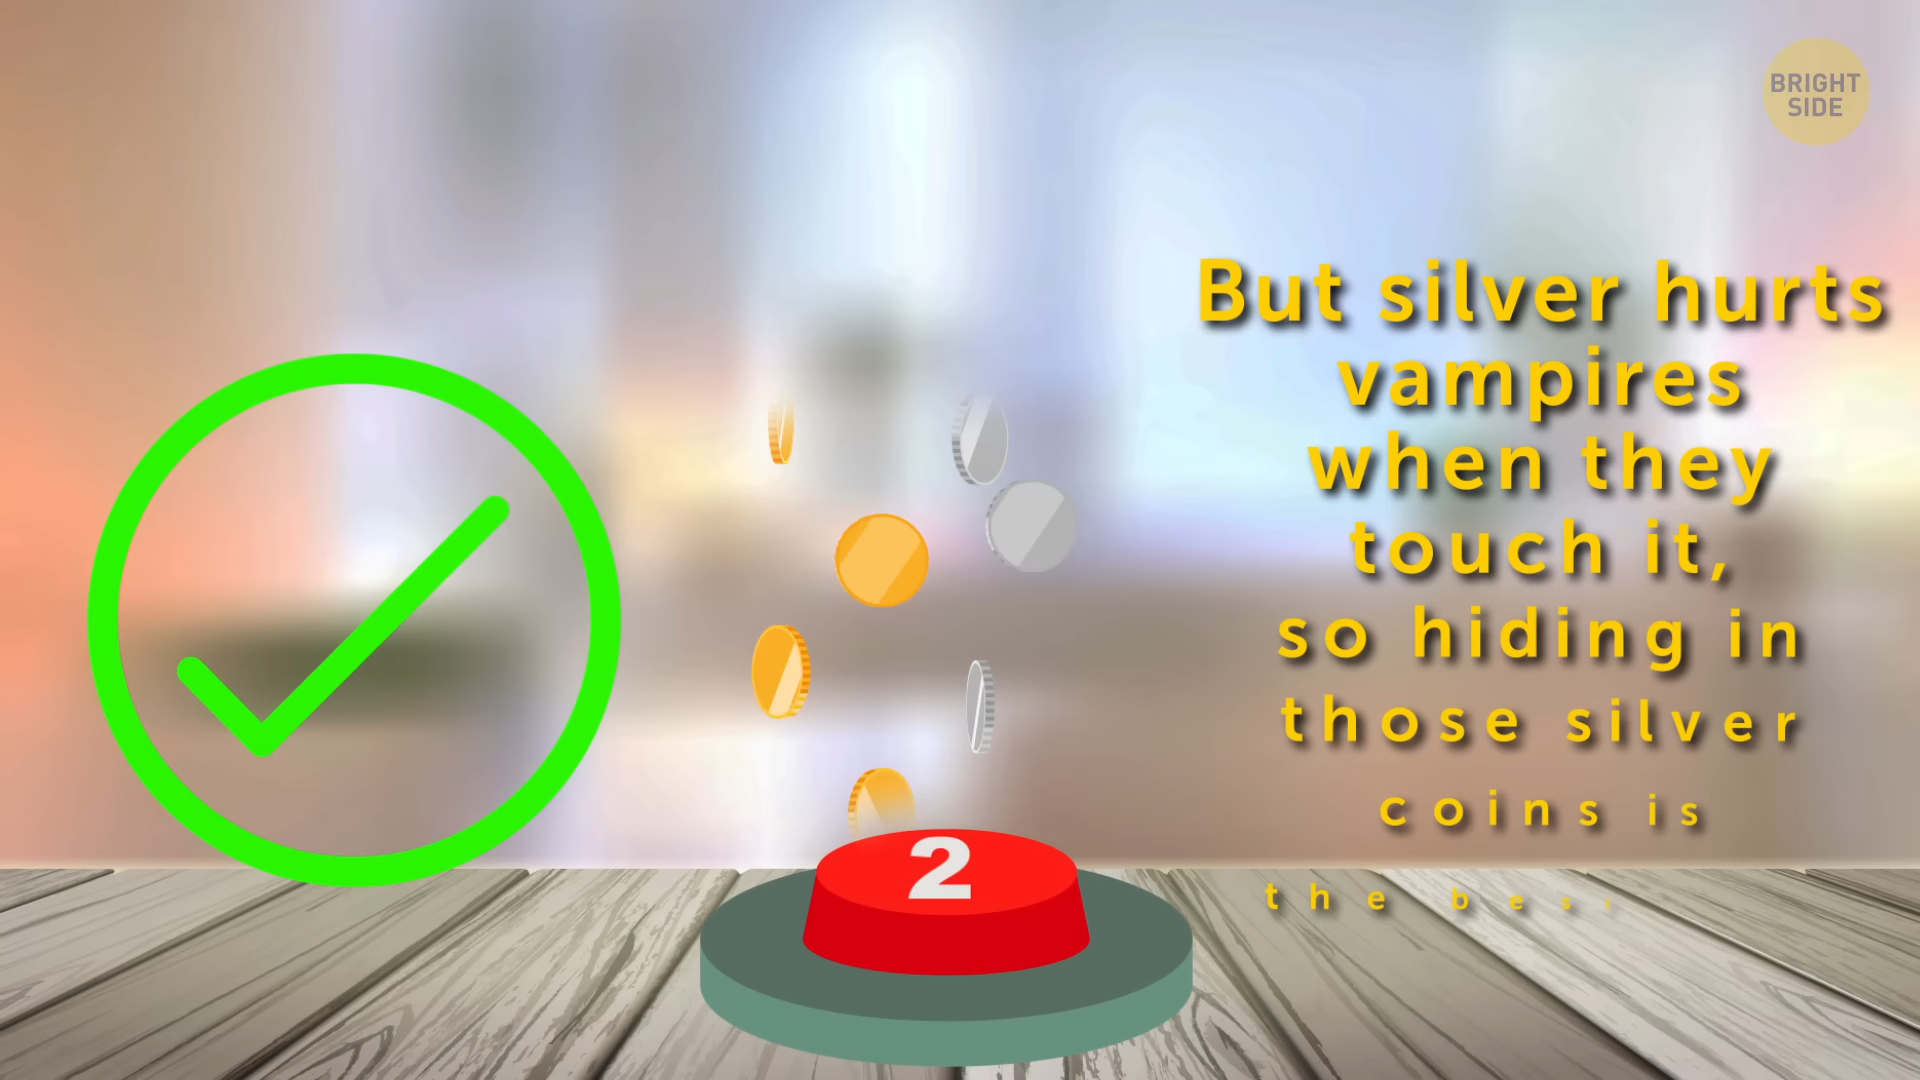 BRIGHT
SIDE
But silver hurts
vampires
when they
touch it,
so hiding in
those silver
coins is
the bes
2